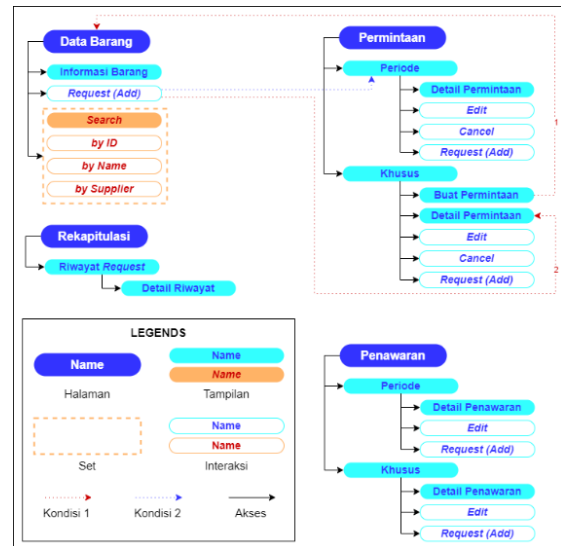 Data Barang
Informasi Barang
Request (Add)
Search
by ID
by Name
by Supplier
Rekapitulasi
Riwayat Request
Detail Riwayat
Permintaan
Periode
Detail Permintaan
Edit
Cancel
Request (Add)
Khusus
Buat Permintaan
Detail Permintaan
Edit
Cancel
Request (Add)
1
2
LEGENDS
Name
Halaman
Name
Name
Tampilan
Set
Name
Name
Interaksi
Kondisi 1
Kondisi 2
Akses
Penawaran
Periode
Detail Penawaran
Edit
Request (Add)
Khusus
Detail Penawaran
Edit
Request (Add)